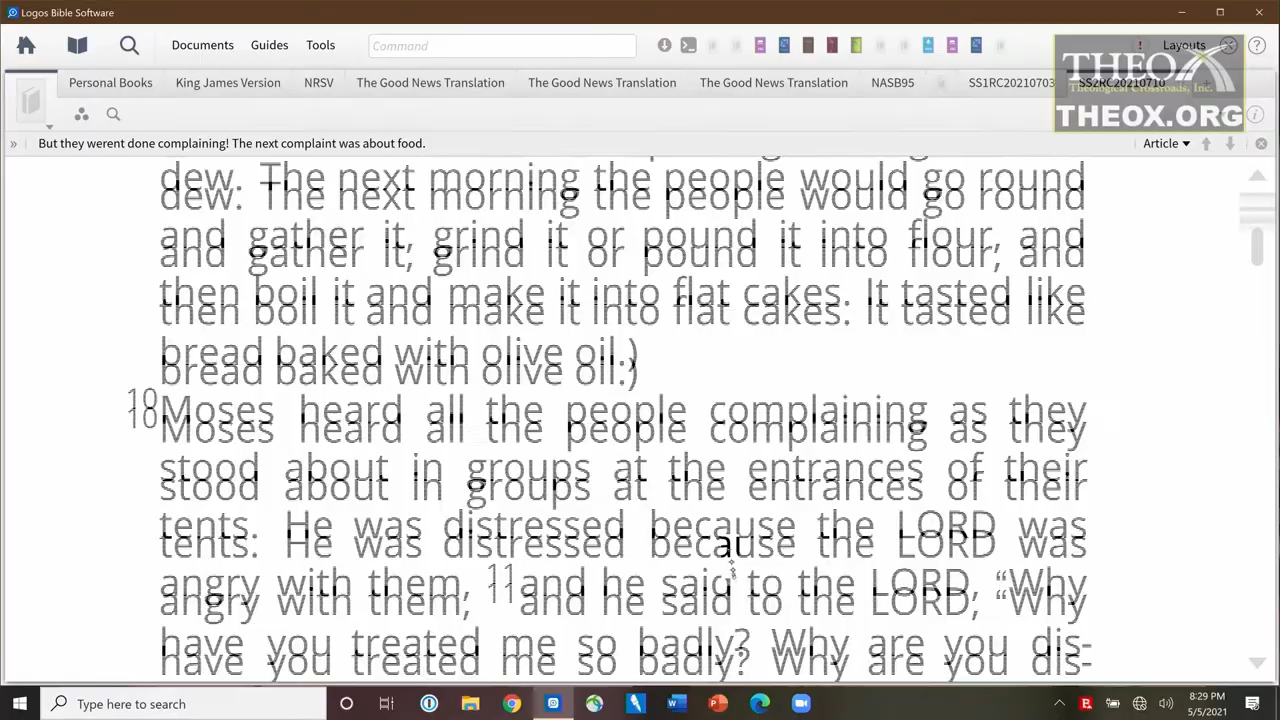 Logos Bible Software
Documents Guides Tools Command Layouts
THEOX
Theological Crossroads, Inc.
THEOX.ORG
Personal Books King James Version NRSV The Good News Translation The Good News Translation The Good News Translation NASB95 SS1RC20210703 SS2RC20210710
But they werent done complaining! The next complaint was about food. Article
dew. The next morning the people would go round
and gather it, grind it or pound it into flour, and
then boil it and make it into flat cakes. It tasted like
bread baked with olive oil.)
10 Moses heard all the people complaining as they
stood about in groups at the entrances of their
tents. He was distressed because the LORD was
angry with them, 11 and he said to the LORD, “Why
have you treated me so badly? Why are you dis-
Type here to search
8:29 PM
5/5/2021